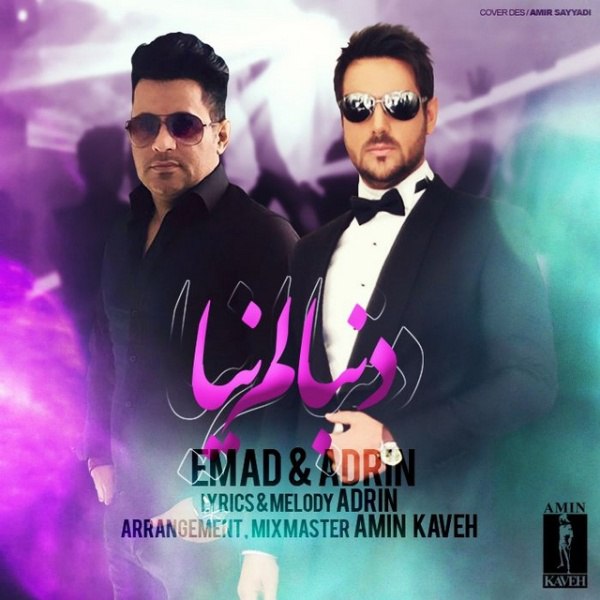 COVER DES / AMIR SAYYADI
دنبالم نیا
EMAD & ADRIN
LYRICS & MELODY ADRIN
ARRANGEMENT, MIXMASTER AMIN KAVEH
AMIN
KAVEH